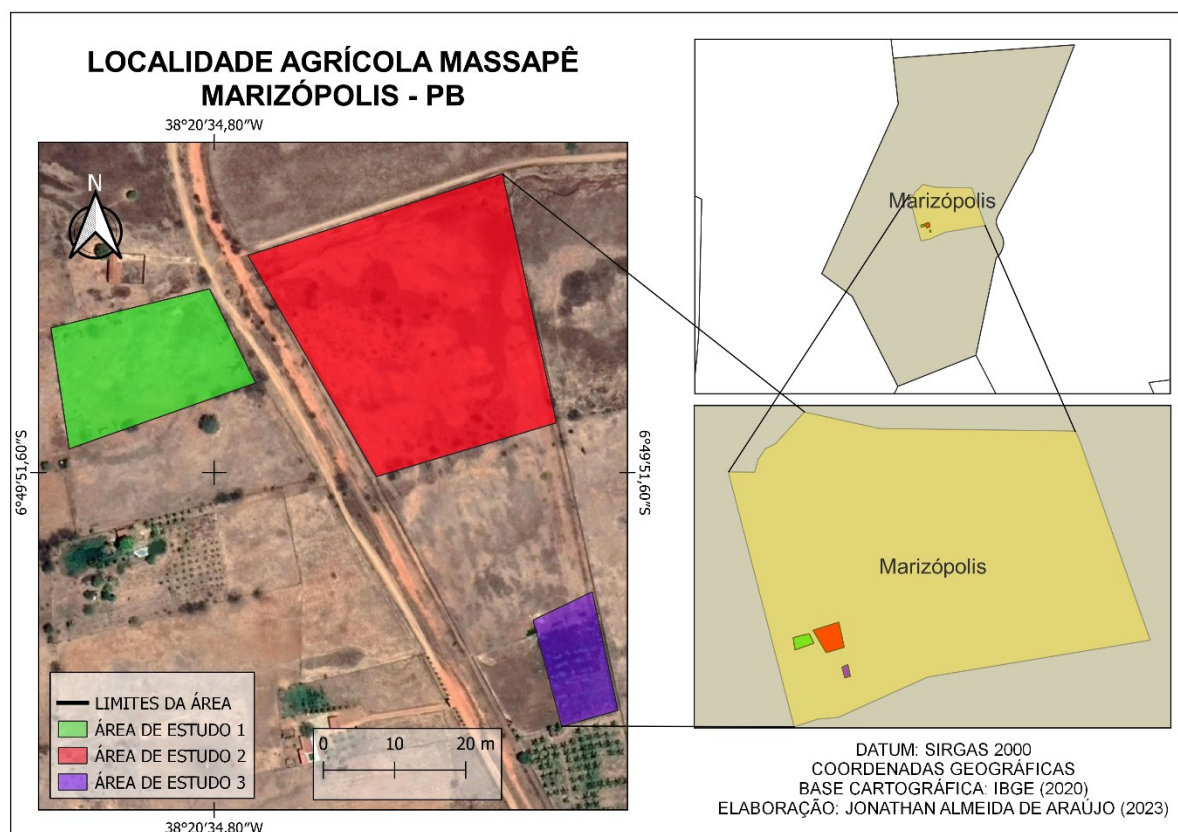 LOCALIDADE AGRÍCOLA MASSAPÊ
MARIZÓPOLIS - PB
38°20'34,80"W
N
6°49'51,60"S
6°49'51,60"S
LIMITES DA ÁREA
ÁREA DE ESTUDO 1
ÁREA DE ESTUDO 2
ÁREA DE ESTUDO 3
0 10 20 m
38°20'34,80"W
Marizópolis
Marizópolis
DATUM: SIRGAS 2000
COORDENADAS GEOGRÁFICAS
BASE CARTOGRÁFICA: IBGE (2020)
ELABORAÇÃO: JONATHAN ALMEIDA DE ARAÚJO (2023)